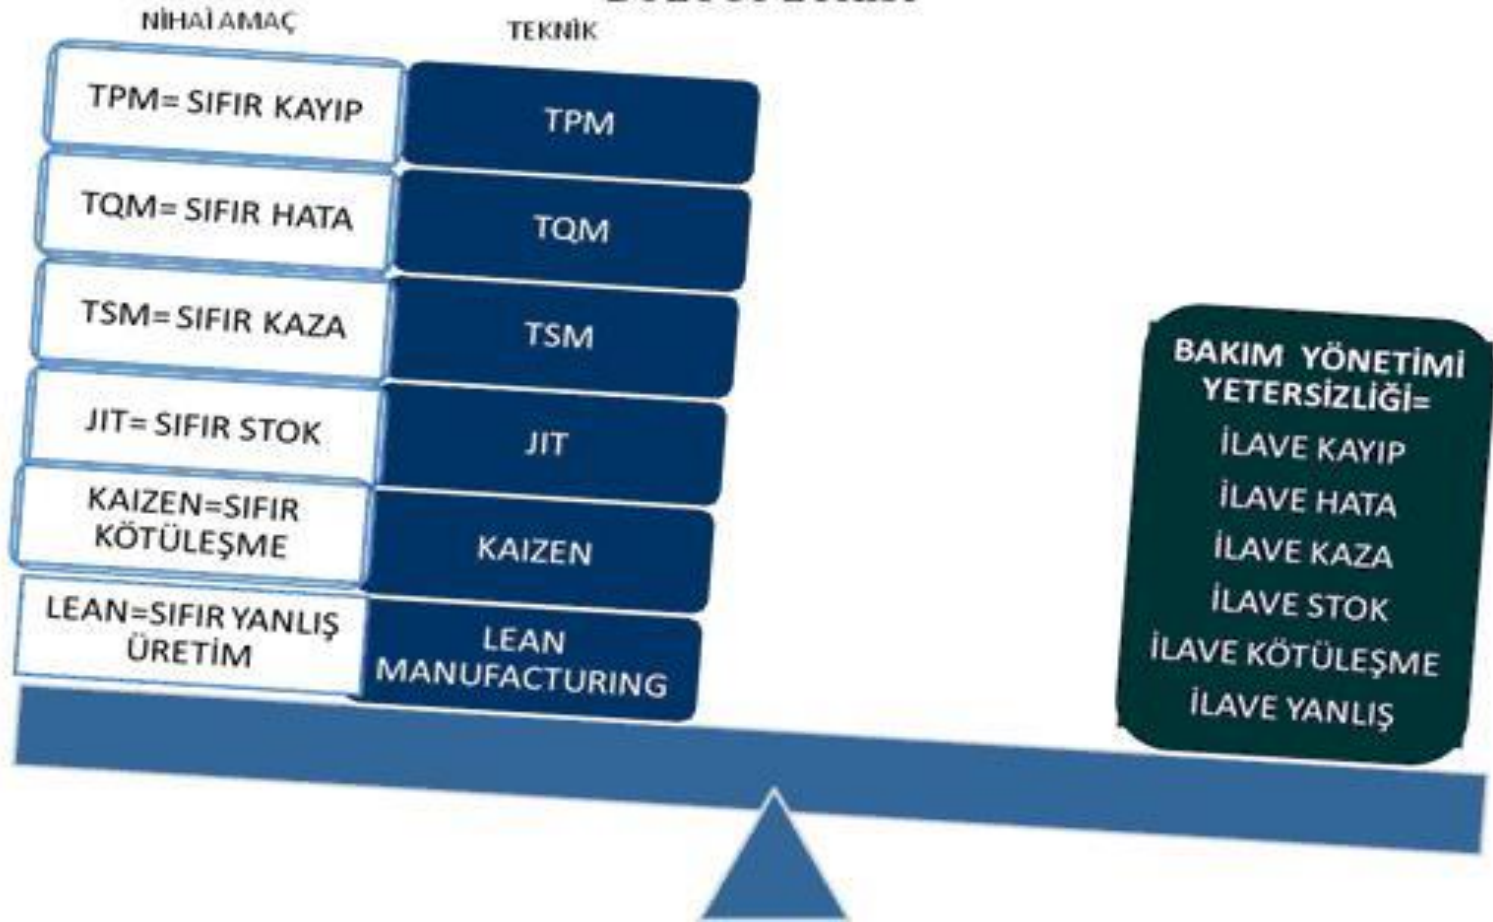 NİHAİ AMAÇ
TEKNİK
TPM= SIFIR KAYIP
TPM
TQM= SIFIR HATA
TQM
TSM= SIFIR KAZA
TSM
JIT= SIFIR STOK
JIT
KAIZEN=SIFIR
KÖTÜLEŞME
KAIZEN
LEAN=SIFIR YANLIŞ
ÜRETİM
LEAN
MANUFACTURING
BAKIM YÖNETİMİ
YETERSİZLİĞİ=
İLAVE KAYIP
İLAVE HATA
İLAVE KAZA
İLAVE STOK
İLAVE KÖTÜLEŞME
İLAVE YANLIŞ